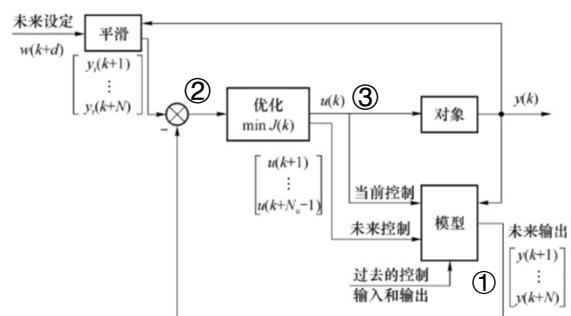 未来设定
w(k+d)
平滑
y_r(k+1)
⋮
y_r(k+N)
②
−
优化
min J(k)
u(k)
③
对象
y(k)
u(k+1)
⋮
u(k+N_u−1)
当前控制
未来控制
模型
过去的控制
输入和输出
①
未来输出
y(k+1)
⋮
y(k+N)